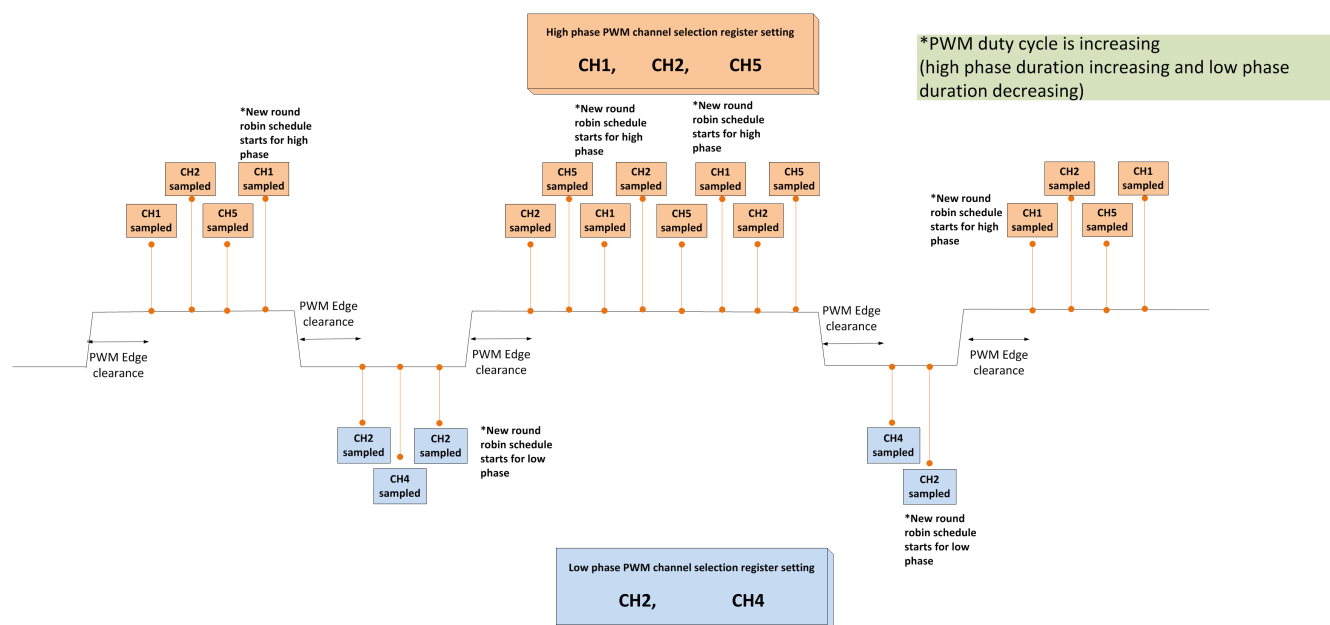 High phase PWM channel selection register setting
CH1, CH2, CH5
*PWM duty cycle is increasing
(high phase duration increasing and low phase
duration decreasing)
*New round
robin schedule
starts for high
phase
*New round
robin schedule
starts for high
phase
*New round
robin schedule
starts for high
phase
CH2
sampled
CH1
sampled
CH1
sampled
CH5
sampled
CH5
sampled
CH2
sampled
CH1
sampled
CH5
sampled
CH2
sampled
CH1
sampled
CH5
sampled
CH2
sampled
*New round
robin schedule
starts for high
phase
CH2
sampled
CH1
sampled
CH1
sampled
CH5
sampled
PWM Edge
clearance
PWM Edge
clearance
PWM Edge
clearance
PWM Edge
clearance
PWM Edge
clearance
CH2
sampled
CH4
sampled
CH2
sampled
*New round
robin schedule
starts for low
phase
CH4
sampled
CH2
sampled
*New round
robin schedule
starts for low
phase
Low phase PWM channel selection register setting
CH2, CH4